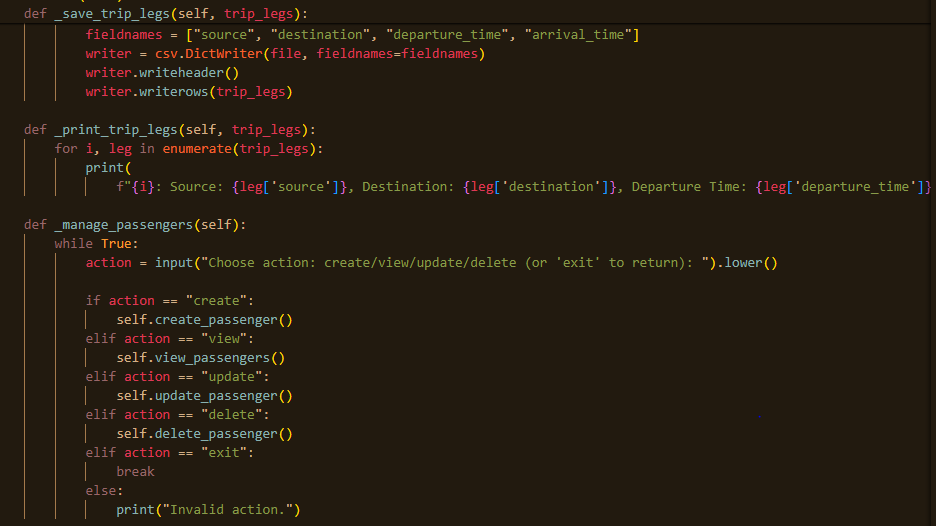 def _save_trip_legs(self, trip_legs):
        fieldnames = ["source", "destination", "departure_time", "arrival_time"]
        writer = csv.DictWriter(file, fieldnames=fieldnames)
        writer.writeheader()
        writer.writerows(trip_legs)

def _print_trip_legs(self, trip_legs):
    for i, leg in enumerate(trip_legs):
        print(
            f"{i}: Source: {leg['source']}, Destination: {leg['destination']}, Departure Time: {leg['departure_time']}

def _manage_passengers(self):
    while True:
        action = input("Choose action: create/view/update/delete (or 'exit' to return): ").lower()

        if action == "create":
            self.create_passenger()
        elif action == "view":
            self.view_passengers()
        elif action == "update":
            self.update_passenger()
        elif action == "delete":
            self.delete_passenger()
        elif action == "exit":
            break
        else:
            print("Invalid action.")